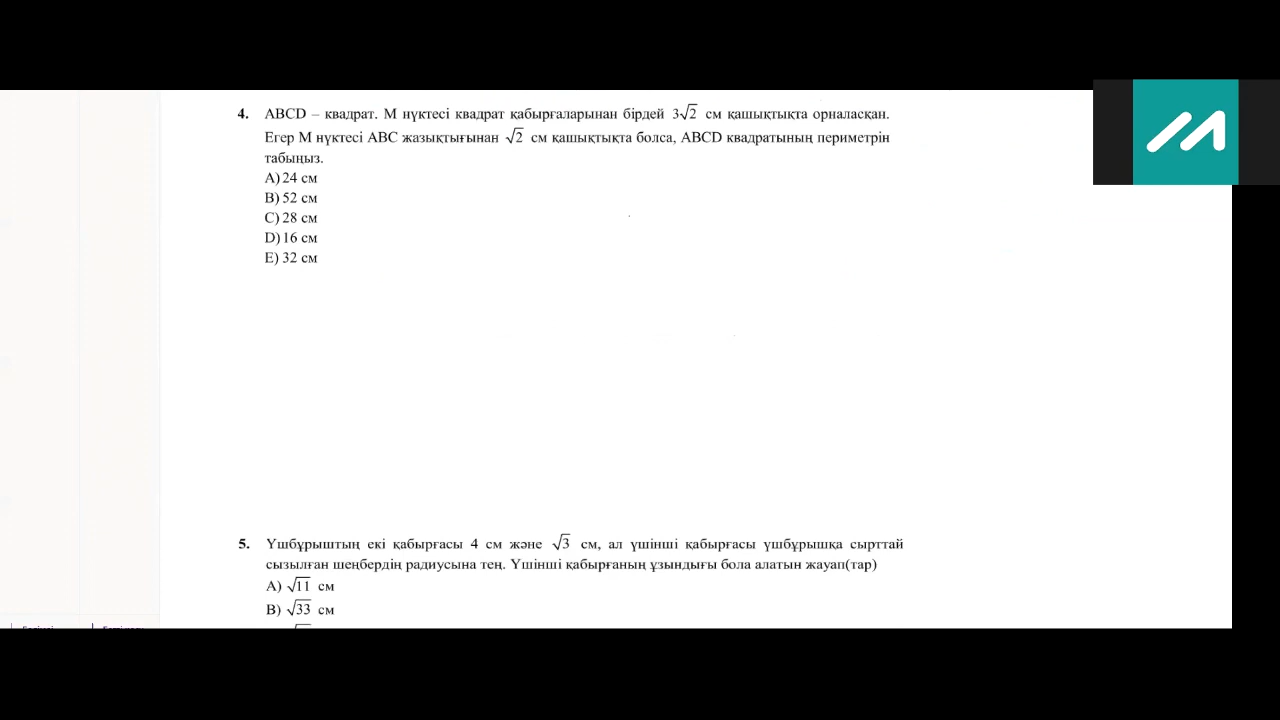 4. ABCD – квадрат. М нүктесі квадрат қабырғаларынан бірдей 3√2 см қашықтықта орналасқан.
Егер М нүктесі ABC жазықтығынан √2 см қашықтықта болса, ABCD квадратының периметрін
табыңыз.
A) 24 см
B) 52 см
C) 28 см
D) 16 см
E) 32 см
5. Үшбұрыштың екі қабырғасы 4 см және √3 см, ал үшінші қабырғасы үшбұрышқа сырттай
сызылған шеңбердің радиусына тең. Үшінші қабырғаның ұзындығы бола алатын жауап(тар)
A) √11 см
B) √33 см